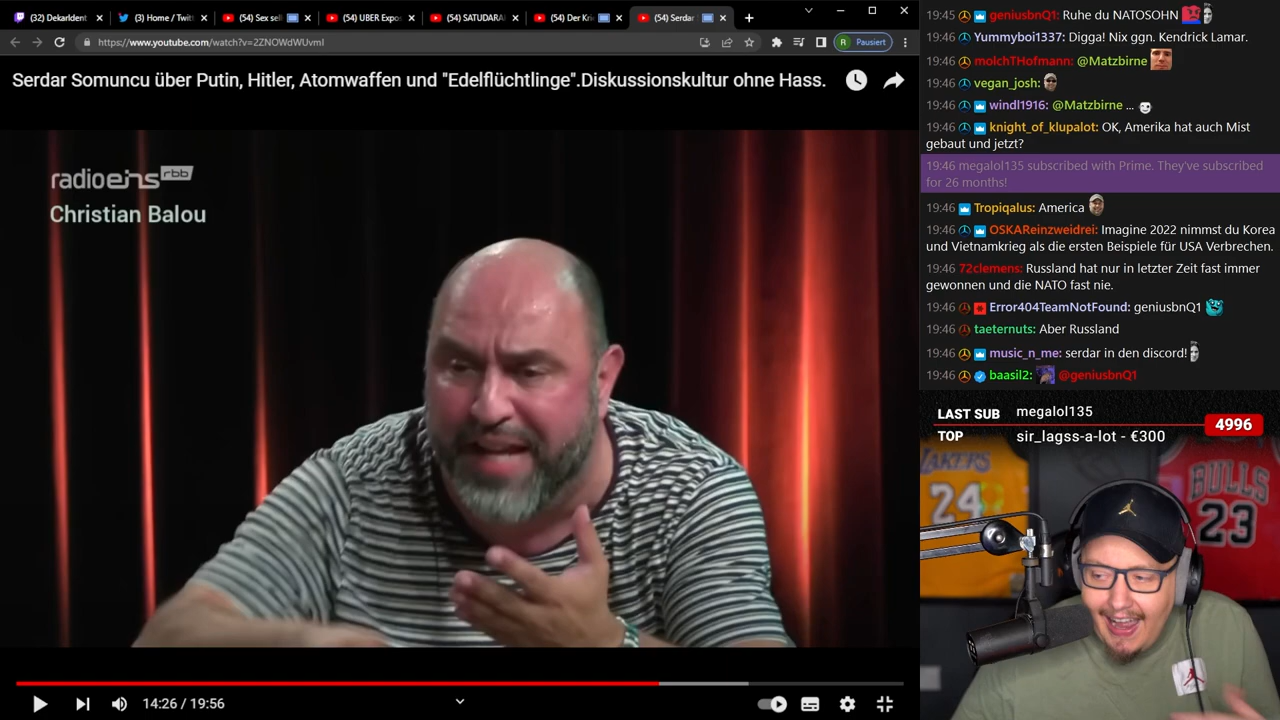 (32) Dekarldent
(3) Home / Twitt
(54) Sex sell
(54) UBER Expos
(54) SATUDARA
(54) Der Kri
(54) Serdar
https://www.youtube.com/watch?v=2ZNOWdWUvmI
R Pausiert
Serdar Somuncu über Putin, Hitler, Atomwaffen und "Edelflüchtlinge".Diskussionskultur ohne Hass.
radioeins rbb
Christian Balou
14:26 / 19:56
19:45 geniusbnQ1: Ruhe du NATOSOHN
19:46 Yummyboi1337: Digga! Nix ggn. Kendrick Lamar.
19:46 molchTHofmann: @Matzbirne
19:46 vegan_josh:
19:46 windl1916: @Matzbirne ...
19:46 knight_of_klupalot: OK, Amerika hat auch Mist
gebaut und jetzt?
19:46 megalol135 subscribed with Prime. They've subscribed
for 26 months!
19:46 Tropiqalus: America
19:46 OSKAReinzweidrei: Imagine 2022 nimmst du Korea
und Vietnamkrieg als die ersten Beispiele für USA Verbrechen.
19:46 72clemens: Russland hat nur in letzter Zeit fast immer
gewonnen und die NATO fast nie.
19:46 Error404TeamNotFound: geniusbnQ1
19:46 taeternuts: Aber Russland
19:46 music_n_me: serdar in den discord!
19:46 baasil2: @geniusbnQ1
LAST SUB megalol135
TOP sir_lagss-a-lot - €300
4996
LAKERS
24
BULLS
23